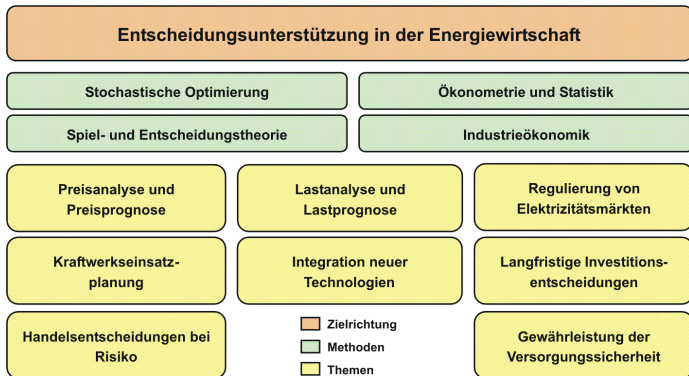 Entscheidungsunterstützung in der Energiewirtschaft
Stochastische Optimierung
Ökonometrie und Statistik
Spiel- und Entscheidungstheorie
Industrieökonomik
Preisanalyse und
Preisprognose
Lastanalyse und
Lastprognose
Regulierung von
Elektrizitätsmärkten
Kraftwerkseinsatz-
planung
Integration neuer
Technologien
Langfristige Investitions-
entscheidungen
Handelsentscheidungen bei
Risiko
Zielrichtung
Methoden
Themen
Gewährleistung der
Versorgungssicherheit